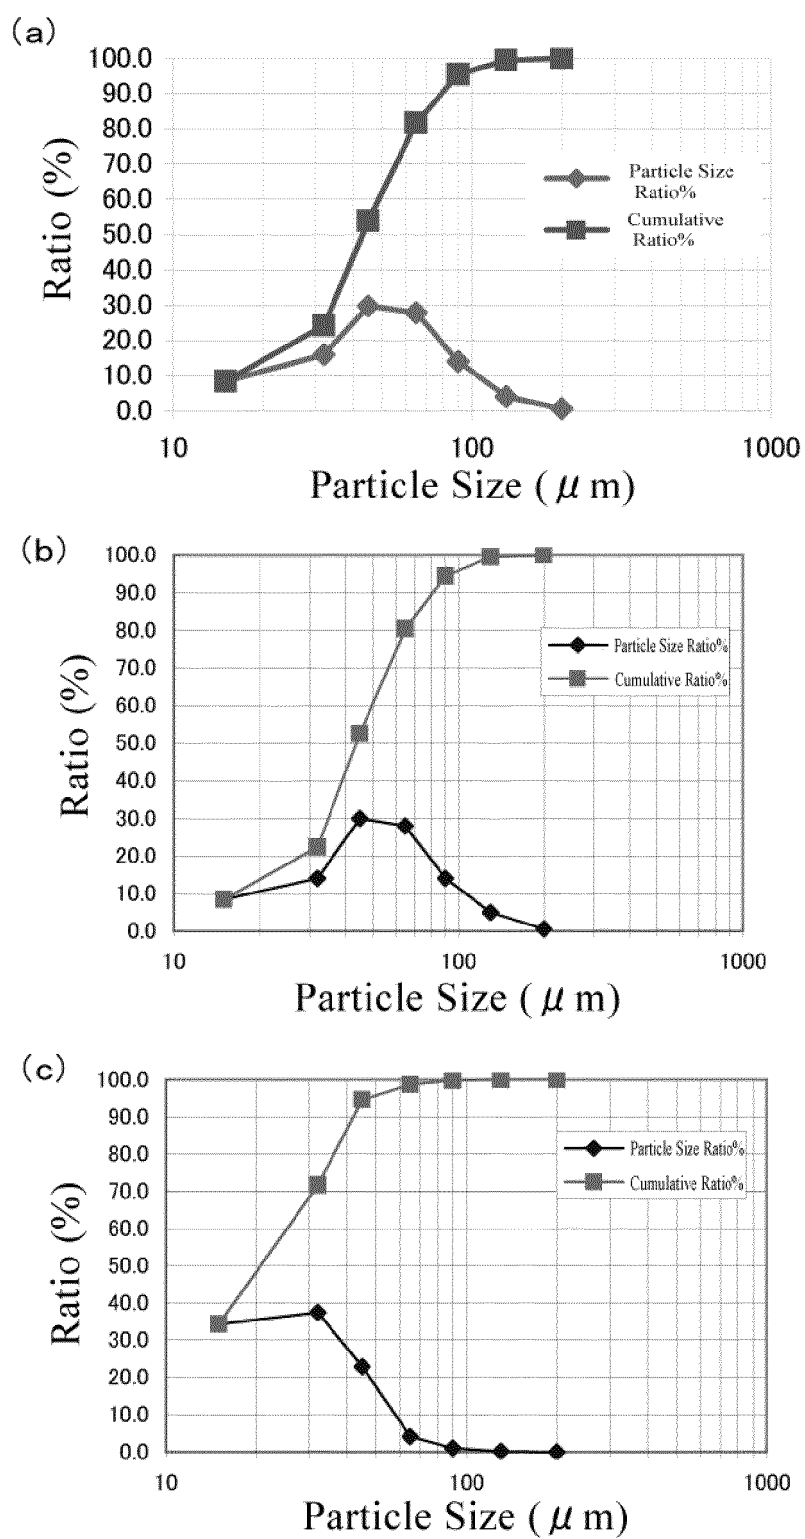 (a)
100.0
90.0
80.0
70.0
60.0
50.0
40.0
30.0
20.0
10.0
0.0
Ratio (%)
Particle Size
Ratio%
Cumulative
Ratio%
10 100 1000
Particle Size ( μ m)
(b)
100.0
90.0
80.0
70.0
60.0
50.0
40.0
30.0
20.0
10.0
0.0
Ratio (%)
Particle Size Ratio%
Cumulative Ratio%
10 100 1000
Particle Size ( μ m)
(c)
100.0
90.0
80.0
70.0
60.0
50.0
40.0
30.0
20.0
10.0
0.0
Ratio (%)
Particle Size Ratio%
Cumulative Ratio%
10 100 1000
Particle Size ( μ m)